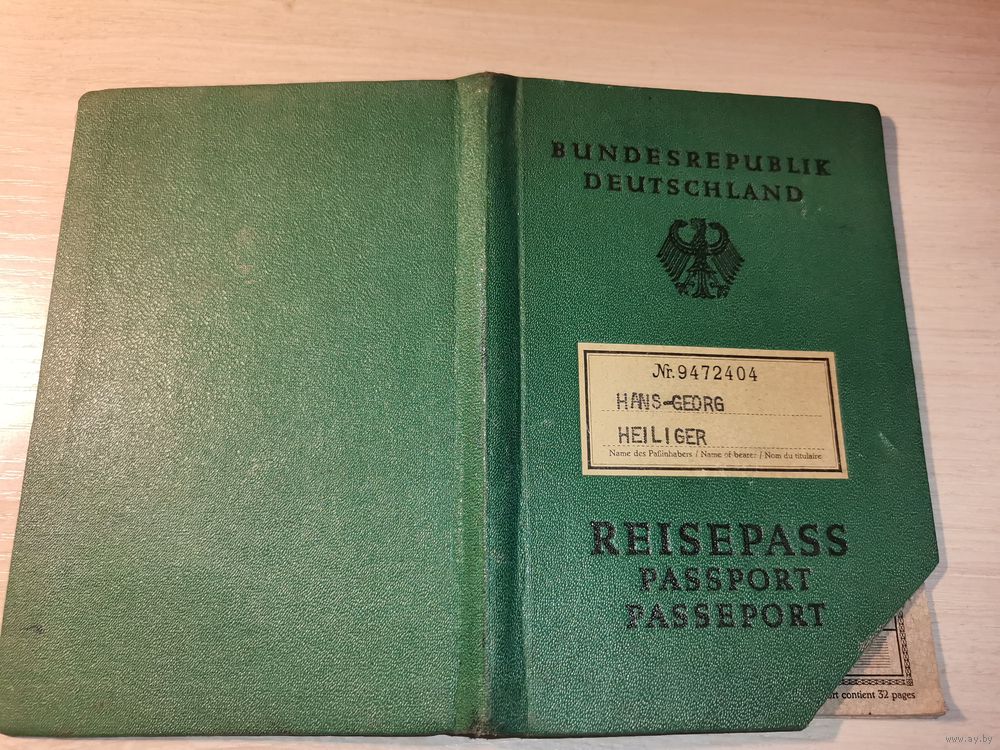 BUNDESREPUBLIK
DEUTSCHLAND
Nr. 9472404
HANS-GEORG
HEILIGER
Name des Paßinhabers / Name of bearer / Nom du titulaire
REISEPASS
PASSPORT
PASSEPORT
contient 32 pages
www.ay.by